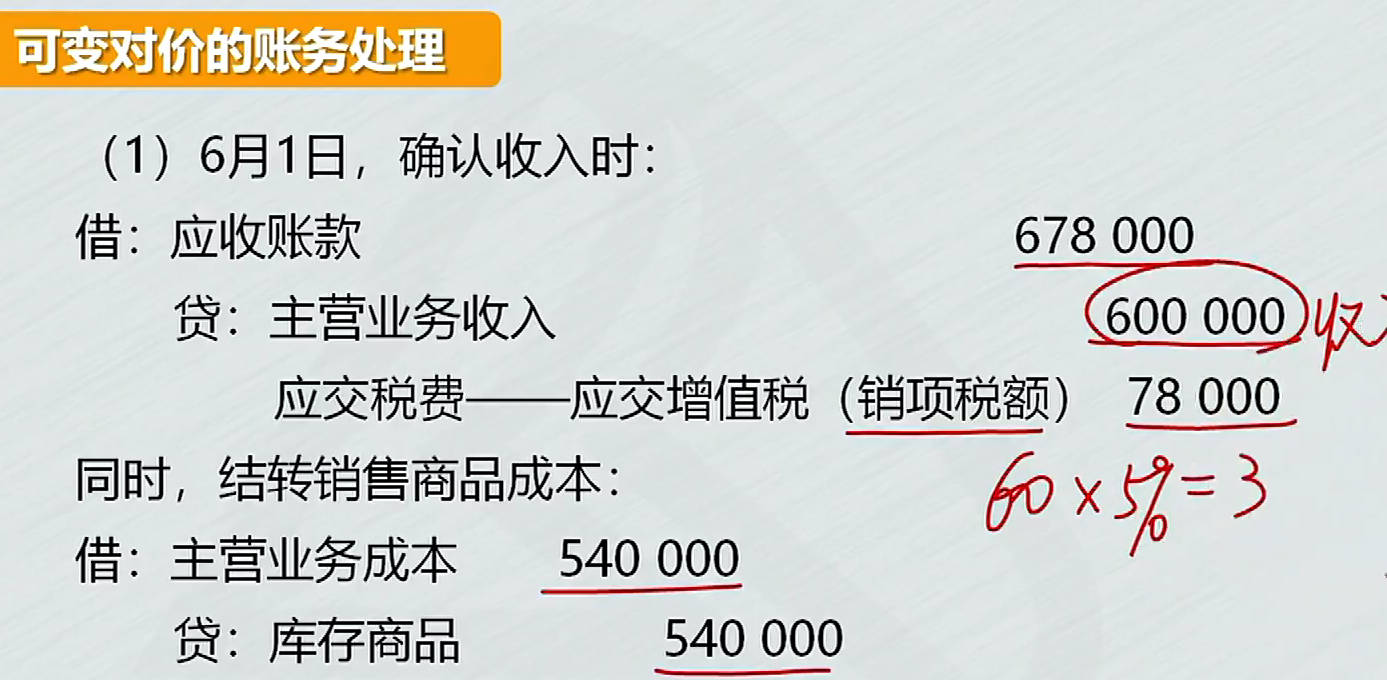 可变对价的账务处理
（1）6月1日，确认收入时：
借：应收账款 678 000
贷：主营业务收入 600 000 收
应交税费——应交增值税（销项税额） 78 000
同时，结转销售商品成本：
60×5%=3
借：主营业务成本 540 000
贷：库存商品 540 000